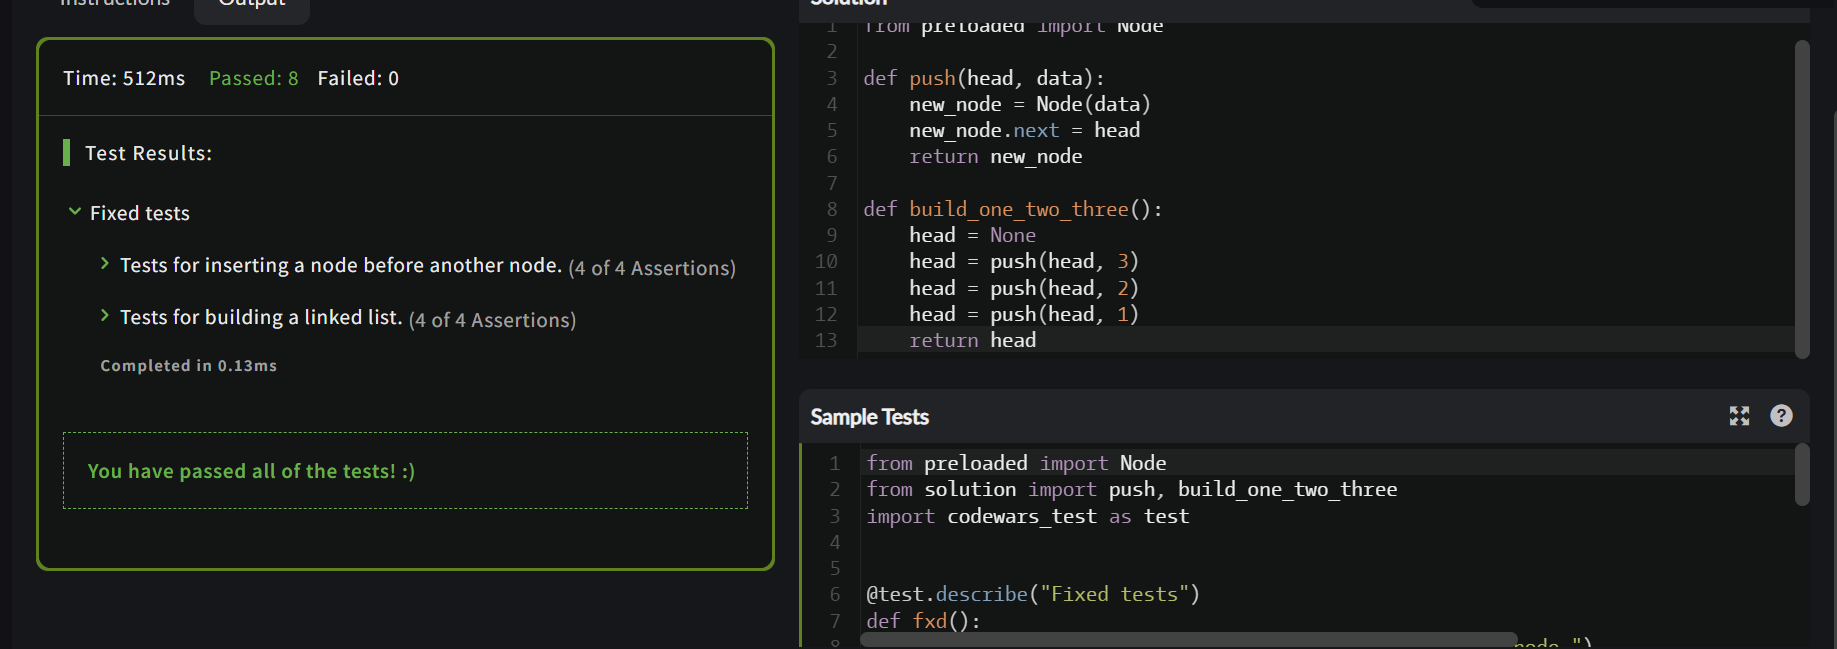 Instructions
Output
Time: 512ms Passed: 8 Failed: 0
Test Results:
Fixed tests
Tests for inserting a node before another node. (4 of 4 Assertions)
Tests for building a linked list. (4 of 4 Assertions)
Completed in 0.13ms
You have passed all of the tests! :)
Solution
1 from preloaded import Node
2
3 def push(head, data):
4     new_node = Node(data)
5     new_node.next = head
6     return new_node
7
8 def build_one_two_three():
9     head = None
10     head = push(head, 3)
11     head = push(head, 2)
12     head = push(head, 1)
13     return head
Sample Tests
?
1 from preloaded import Node
2 from solution import push, build_one_two_three
3 import codewars_test as test
4
5
6 @test.describe("Fixed tests")
7 def fxd():
8 node.")